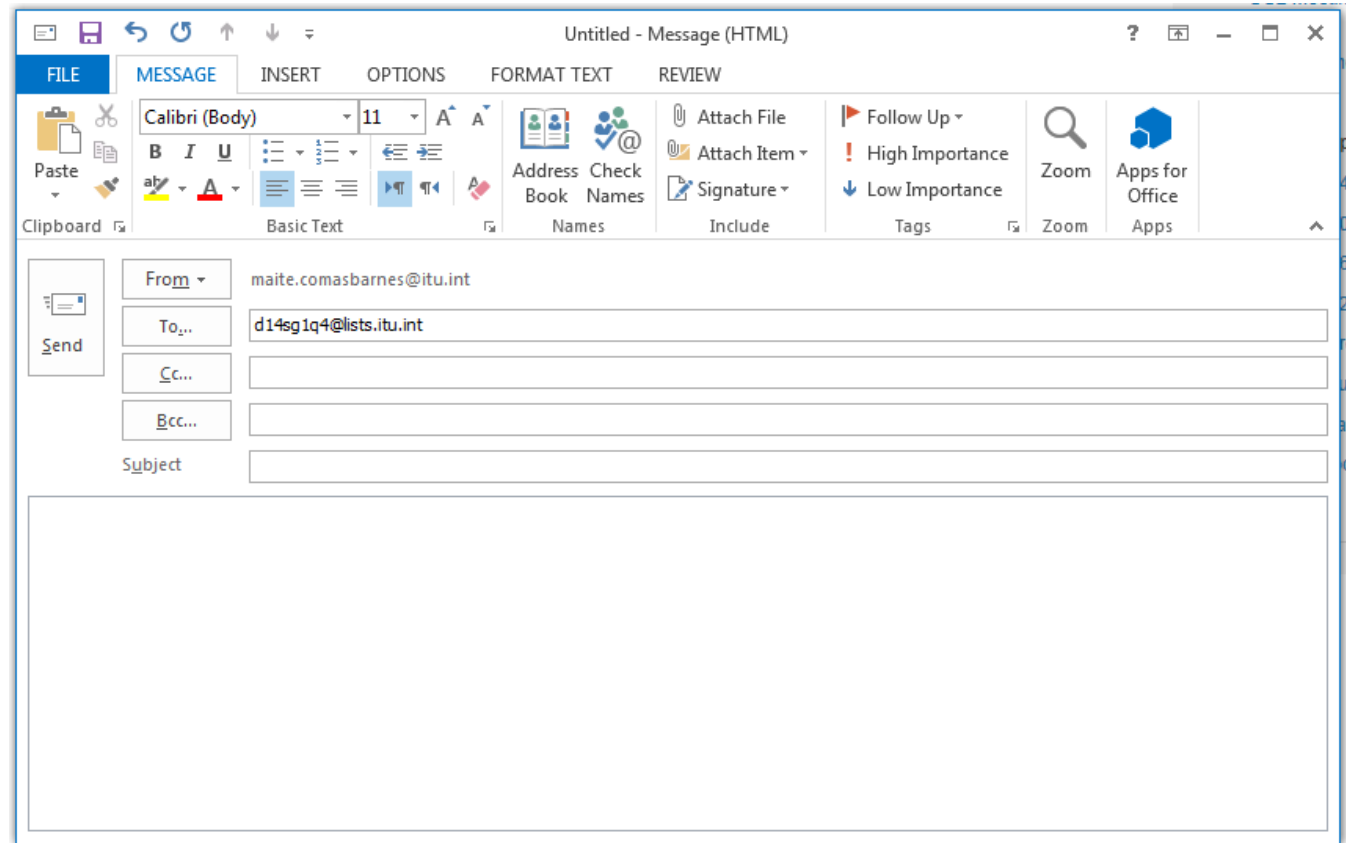 Untitled - Message (HTML)
FILE MESSAGE INSERT OPTIONS FORMAT TEXT REVIEW
Paste
Clipboard
Calibri (Body) 11
B I U
Basic Text
Address Book
Check Names
Names
Attach File
Attach Item
Signature
Include
Follow Up
High Importance
Low Importance
Tags
Zoom
Zoom
Apps for Office
Apps
Send
From maite.comasbarnes@itu.int
To... d14sg1q4@lists.itu.int
Cc...
Bcc...
Subject